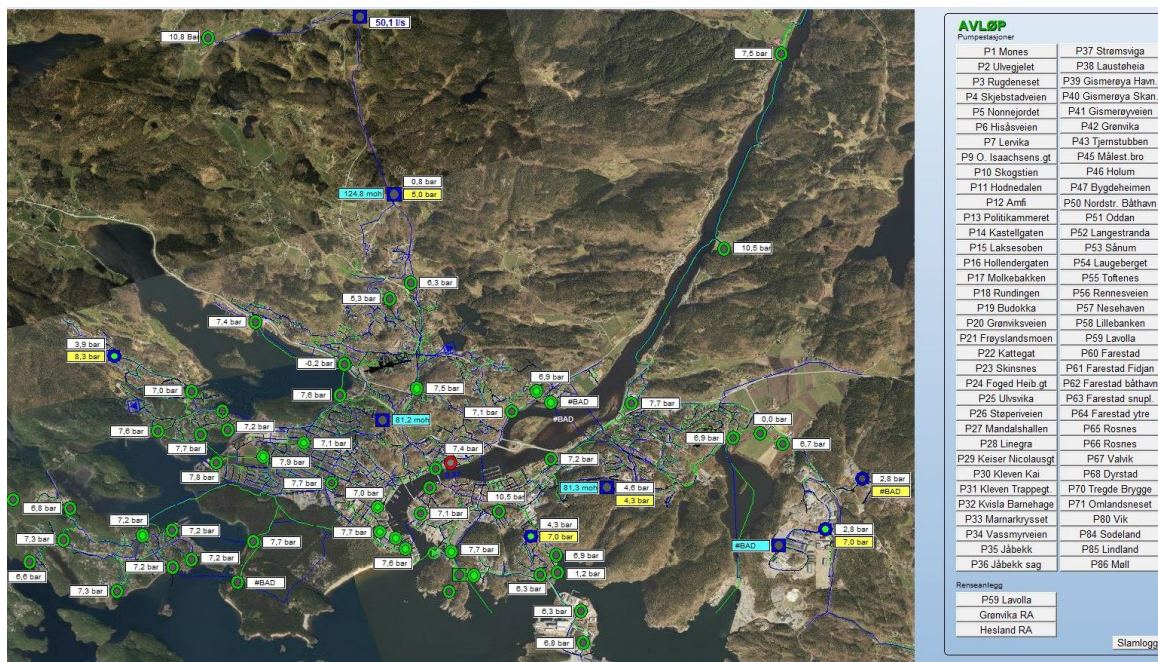 50,1 l/s
10,8 Bar
7,5 bar
0,8 bar
124,8 moh
5,0 bar
10,5 bar
6,3 bar
5,3 bar
7,4 bar
3,9 bar
8,3 bar
-0,2 bar
7,0 bar
7,5 bar
6,9 bar
7,6 bar
#BAD
7,1 bar
7,7 bar
#BAD
81,2 moh
0,0 bar
7,6 bar
7,2 bar
7,1 bar
6,9 bar
6,7 bar
7,7 bar
7,4 bar
7,9 bar
7,2 bar
7,8 bar
7,7 bar
2,8 bar
#BAD
81,3 moh
4,6 bar
4,3 bar
7,0 bar
10,5 bar
6,8 bar
7,2 bar
7,1 bar
4,3 bar
7,0 bar
2,8 bar
7,0 bar
7,2 bar
7,7 bar
7,3 bar
7,7 bar
#BAD
7,7 bar
7,2 bar
7,6 bar
6,9 bar
6,6 bar
7,2 bar
1,2 bar
#BAD
7,3 bar
6,3 bar
6,3 bar
6,8 bar
AVLØP
Pumpestasjoner
P1 Mones
P2 Ulvegjelet
P3 Rugdeneset
P4 Skjebstadveien
P5 Nonnejordet
P6 Hisåsveien
P7 Lervika
P9 O. Isaachsens.gt
P10 Skogstien
P11 Hodnedalen
P12 Amfi
P13 Politikammeret
P14 Kastellgaten
P15 Laksesoben
P16 Hollendergaten
P17 Molkebakken
P18 Rundingen
P19 Budokka
P20 Grønviksveien
P21 Frøyslandsmoen
P22 Kattegat
P23 Skinsnes
P24 Foged Heib.gt
P25 Ulvsvika
P26 Støperiveien
P27 Mandalshallen
P28 Linegra
P29 Keiser Nicolausgt
P30 Kleven Kai
P31 Kleven Trappegt.
P32 Kvisla Barnehage
P33 Marnarkrysset
P34 Vassmyrveien
P35 Jåbekk
P36 Jåbekk sag
P37 Strømsviga
P38 Laustøheia
P39 Gismerøya Havn.
P40 Gismerøya Skan.
P41 Gismerøyveien
P42 Grønvika
P43 Tjernstubben
P45 Målest.bro
P46 Holum
P47 Bygdeheimen
P50 Nordstr. Båthavn
P51 Oddan
P52 Langestranda
P53 Sånum
P54 Laugeberget
P55 Toftenes
P56 Rennesveien
P57 Nesehaven
P58 Lillebanken
P59 Lavolla
P60 Farestad
P61 Farestad Fidjan
P62 Farestad båthavn
P63 Farestad snupl.
P64 Farestad ytre
P65 Rosnes
P66 Rosnes
P67 Valvik
P68 Dyrstad
P70 Tregde Brygge
P71 Omlandsneset
P80 Vik
P84 Sodeland
P85 Lindland
P86 Møll
Renseanlegg
P59 Lavolla
Grønvika RA
Hesland RA
Slamlogg